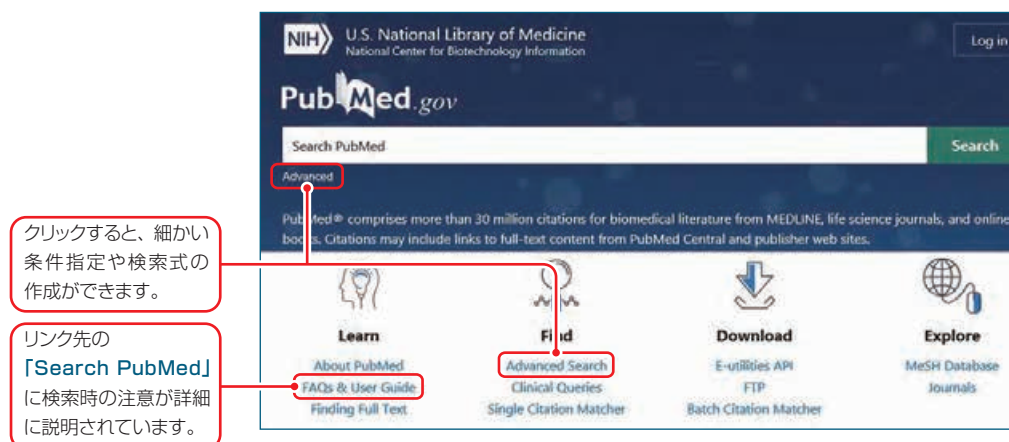 NIH U.S. National Library of Medicine
National Center for Biotechnology Information
Log in
PubMed.gov
Search PubMed
Search
Advanced
PubMed® comprises more than 30 million citations for biomedical literature from MEDLINE, life science journals, and online
books. Citations may include links to full-text content from PubMed Central and publisher web sites.
クリックすると、細かい
条件指定や検索式の
作成ができます。
リンク先の
「Search PubMed」
に検索時の注意が詳細
に説明されています。
Learn
About PubMed
FAQs & User Guide
Finding Full Text
Find
Advanced Search
Clinical Queries
Single Citation Matcher
Download
E-utilities API
FTP
Batch Citation Matcher
Explore
MeSH Database
Journals